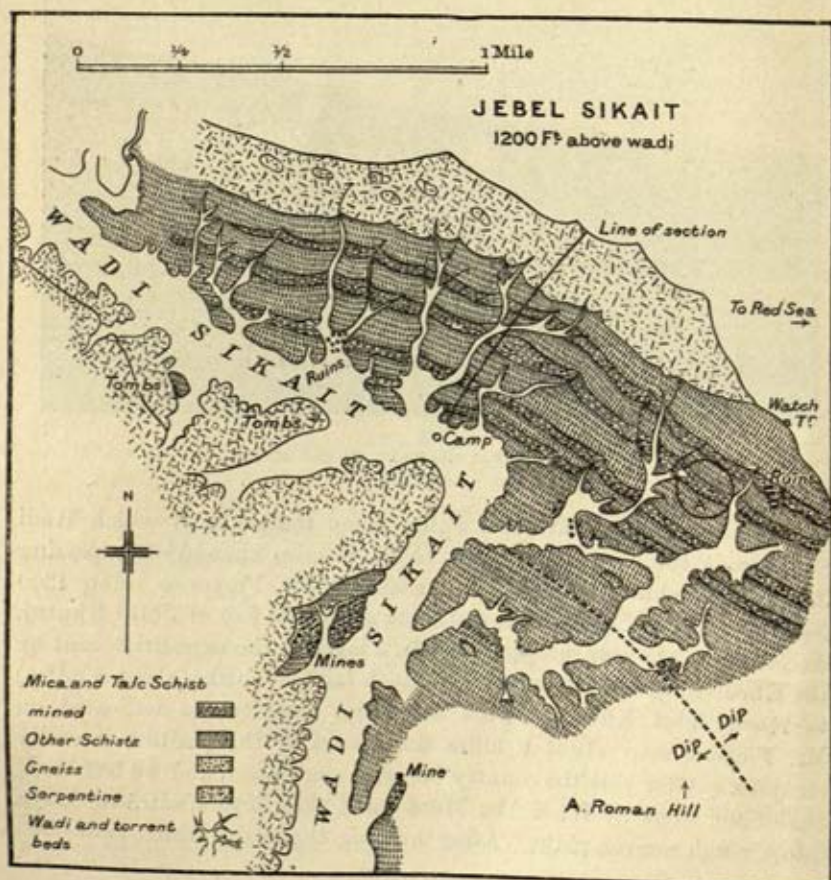 0 ¼ ½ 1 Mile
JEBEL SIKAIT
1200 Ft above wadi
Line of section
To Red Sea
WADI SIKAIT
Tombs
Ruins
Tombs
Camp
Watch
Tr
Ruins
N
WADI SIKAIT
Mines
Mica and Talc Schist
mined
Other Schists
Gneiss
Serpentine
Wadi and torrent
beds
Mine
Dip
Dip
A. Roman Hill